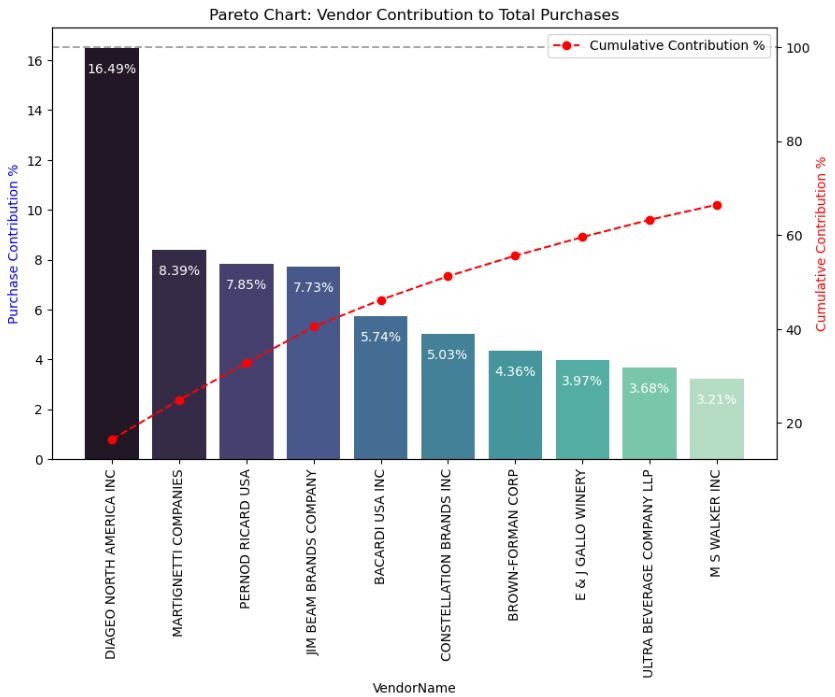 Pareto Chart: Vendor Contribution to Total Purchases
Cumulative Contribution %
Purchase Contribution %
16
14
12
10
8
6
4
2
0
16.49%
8.39%
7.85%
7.73%
5.74%
5.03%
4.36%
3.97%
3.68%
3.21%
100
80
60
40
20
Cumulative Contribution %
DIAGEO NORTH AMERICA INC
MARTIGNETTI COMPANIES
PERNOD RICARD USA
JIM BEAM BRANDS COMPANY
BACARDI USA INC
CONSTELLATION BRANDS INC
BROWN-FORMAN CORP
E & J GALLO WINERY
ULTRA BEVERAGE COMPANY LLP
M S WALKER INC
VendorName